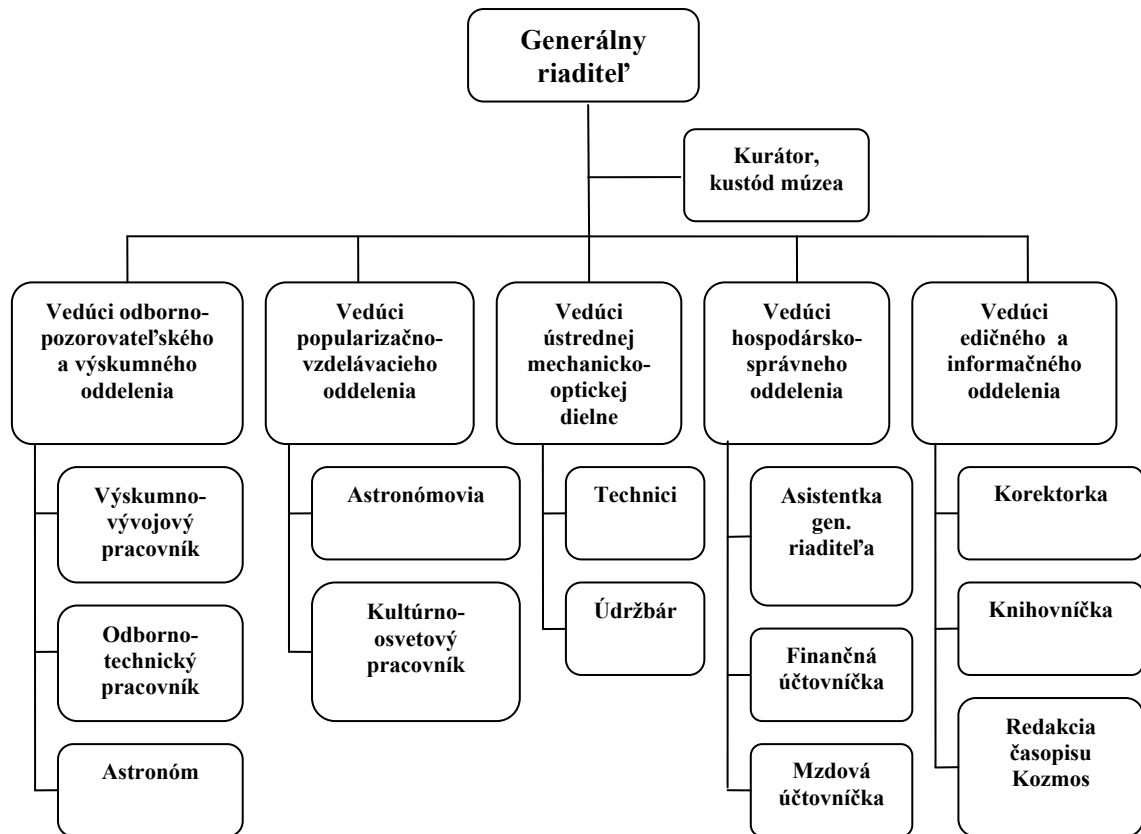 Generálny
riaditeľ
Kurátor,
kustód múzea
Vedúci odborno-
pozorovateľského
a výskumného
oddelenia
Výskumno-
vývojový
pracovník
Odborno-
technický
pracovník
Astronóm
Vedúci
popularizačno-
vzdelávacieho
oddelenia
Astronómovia
Kultúrno-
osvetový
pracovník
Vedúci
ústrednej
mechanicko-
optickej
dielne
Technici
Údržbár
Vedúci
hospodársko-
správneho
oddelenia
Asistentka
gen.
riaditeľa
Finančná
účtovníčka
Mzdová
účtovníčka
Vedúci
edičného a
informačného
oddelenia
Korektorka
Knihovníčka
Redakcia
časopisu
Kozmos